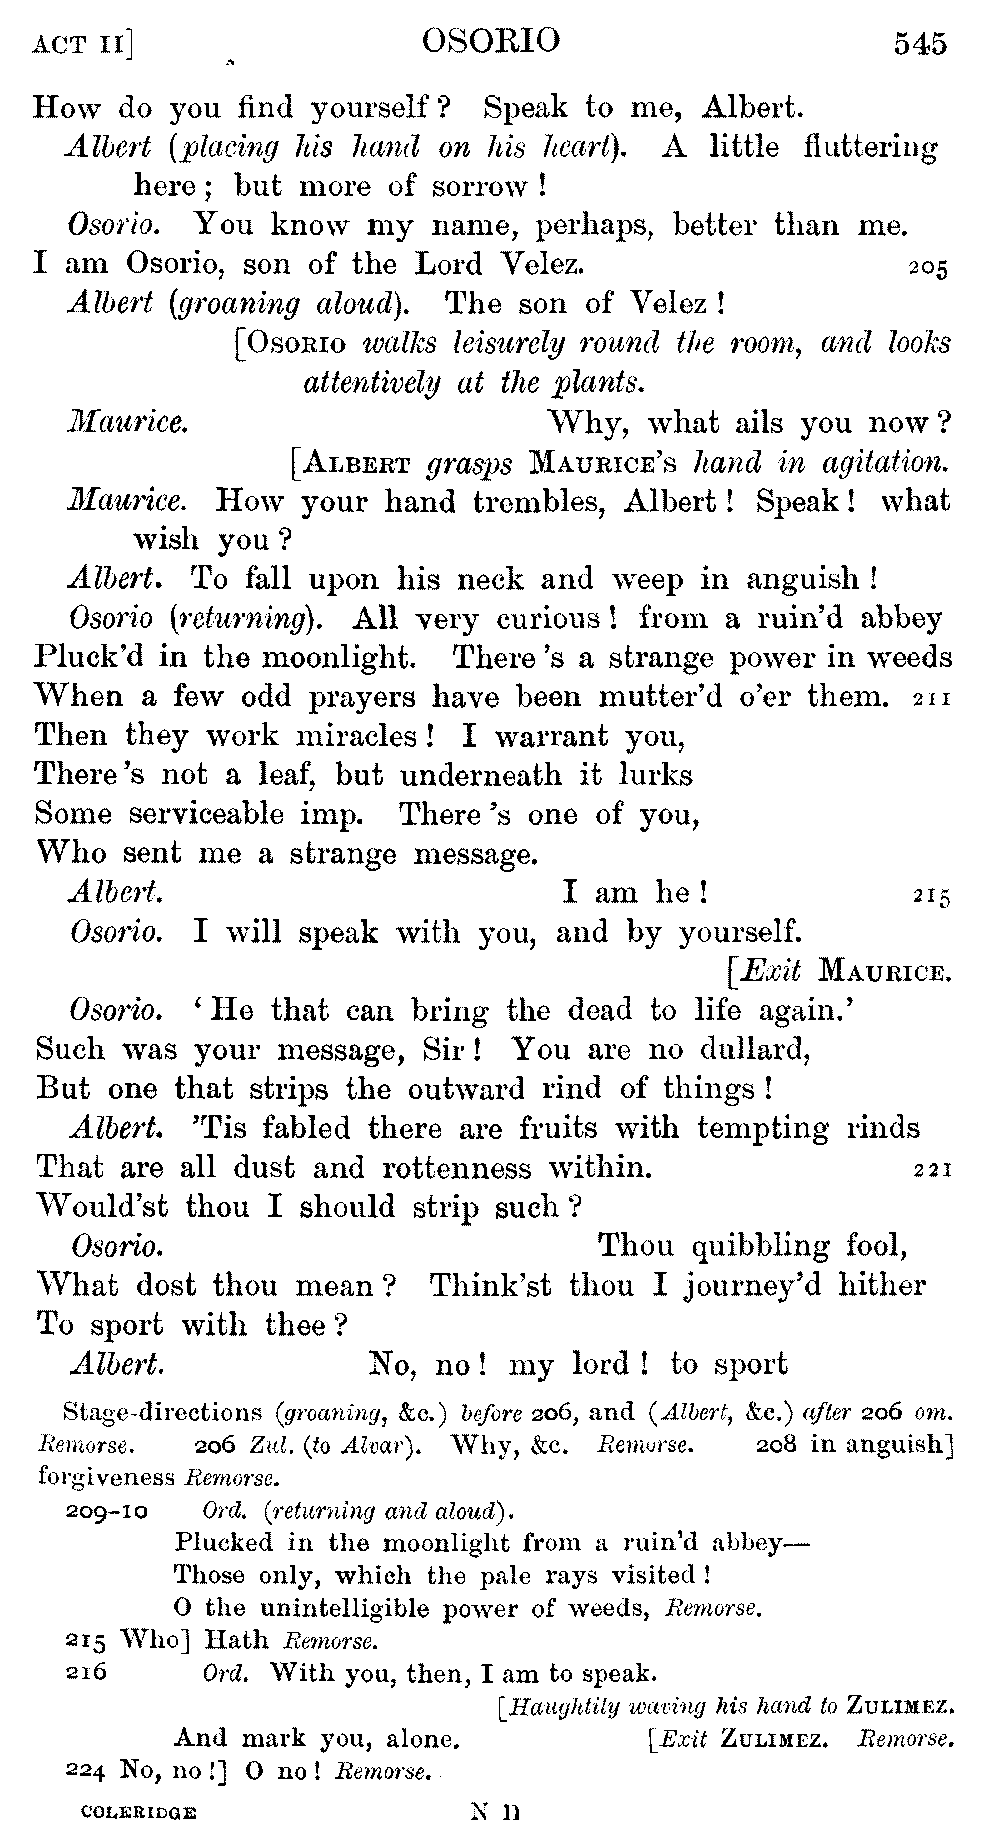 ACT II] OSORIO 545
How do you find yourself? Speak to me, Albert.
Albert (placing his hand on his heart). A little fluttering
here; but more of sorrow!
Osorio. You know my name, perhaps, better than me.
I am Osorio, son of the Lord Velez. 205
Albert (groaning aloud). The son of Velez!
[OSORIO walks leisurely round the room, and looks
attentively at the plants.
Maurice. Why, what ails you now?
[ALBERT grasps MAURICE'S hand in agitation.
Maurice. How your hand trembles, Albert! Speak! what
wish you?
Albert. To fall upon his neck and weep in anguish!
Osorio (returning). All very curious! from a ruin'd abbey
Pluck'd in the moonlight. There's a strange power in weeds
When a few odd prayers have been mutter'd o'er them. 211
Then they work miracles! I warrant you,
There's not a leaf, but underneath it lurks
Some serviceable imp. There's one of you,
Who sent me a strange message.
Albert. I am he! 215
Osorio. I will speak with you, and by yourself.
[Exit MAURICE.
Osorio. 'He that can bring the dead to life again.'
Such was your message, Sir! You are no dullard,
But one that strips the outward rind of things!
Albert. 'Tis fabled there are fruits with tempting rinds
That are all dust and rottenness within. 221
Would'st thou I should strip such?
Osorio. Thou quibbling fool,
What dost thou mean? Think'st thou I journey'd hither
To sport with thee?
Albert. No, no! my lord! to sport
Stage-directions (groaning, &c.) before 206, and (Albert, &c.) after 206 om.
Remorse. 206 Zul. (to Alvar). Why, &c. Remorse. 208 in anguish]
forgiveness Remorse.
209-10 Ord. (returning and aloud).
Plucked in the moonlight from a ruin'd abbey—
Those only, which the pale rays visited!
O the unintelligible power of weeds, Remorse.
215 Who] Hath Remorse.
216 Ord. With you, then, I am to speak.
[Haughtily waving his hand to ZULIMEZ.
And mark you, alone. [Exit ZULIMEZ. Remorse.
224 No, no!] O no! Remorse.
COLERIDGE N n